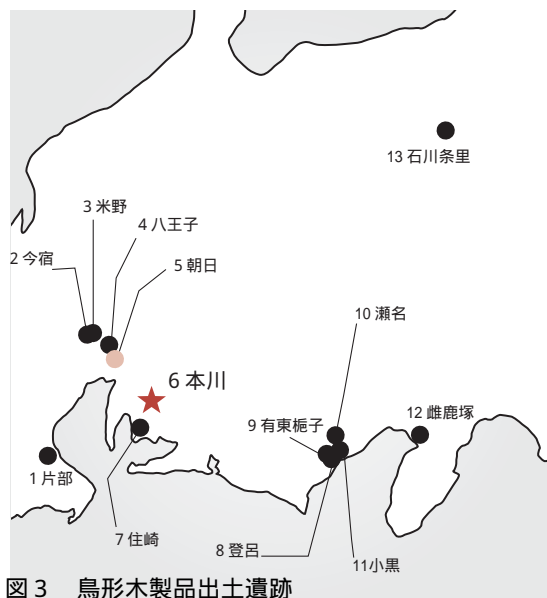 13 石川条里
3 米野
4 八王子
2 今宿
5 朝日
10 瀬名
6 本川
12 雌鹿塚
9 有東梔子
1 片部
7 住崎
8 登呂
11小黒
図３　鳥形木製品出土遺跡